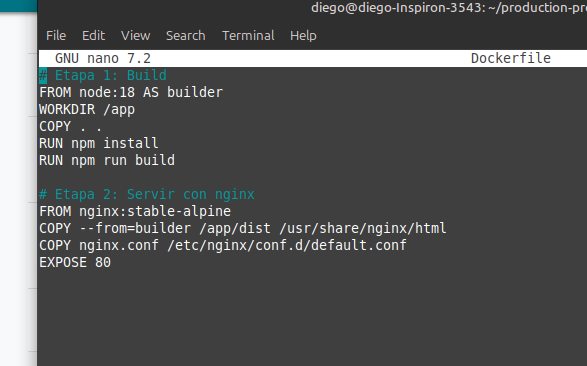 diego@diego-Inspiron-3543: ~/production-pro
File Edit View Search Terminal Help
GNU nano 7.2 Dockerfile
# Etapa 1: Build
FROM node:18 AS builder
WORKDIR /app
COPY . .
RUN npm install
RUN npm run build
# Etapa 2: Servir con nginx
FROM nginx:stable-alpine
COPY --from=builder /app/dist /usr/share/nginx/html
COPY nginx.conf /etc/nginx/conf.d/default.conf
EXPOSE 80